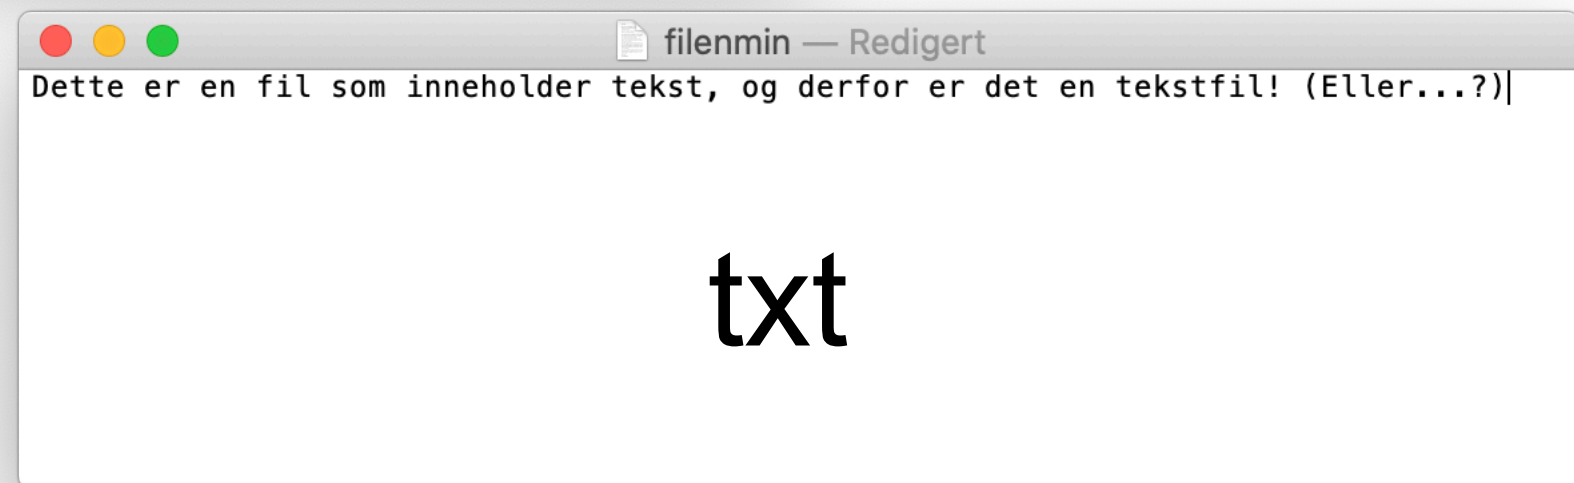 filenmin — Redigert
Dette er en fil som inneholder tekst, og derfor er det en tekstfil! (Eller...?)
txt